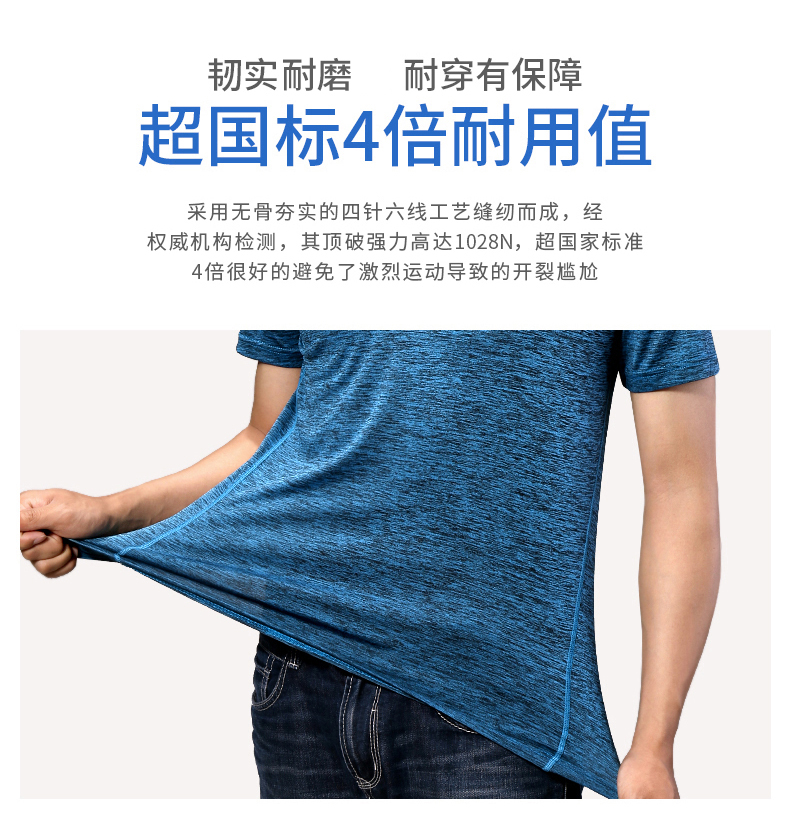 韧实耐磨 耐穿有保障
超国标4倍耐用值
采用无骨夯实的四针六线工艺缝纫而成，经
权威机构检测，其顶破强力高达1028N，超国家标准
4倍很好的避免了激烈运动导致的开裂尴尬